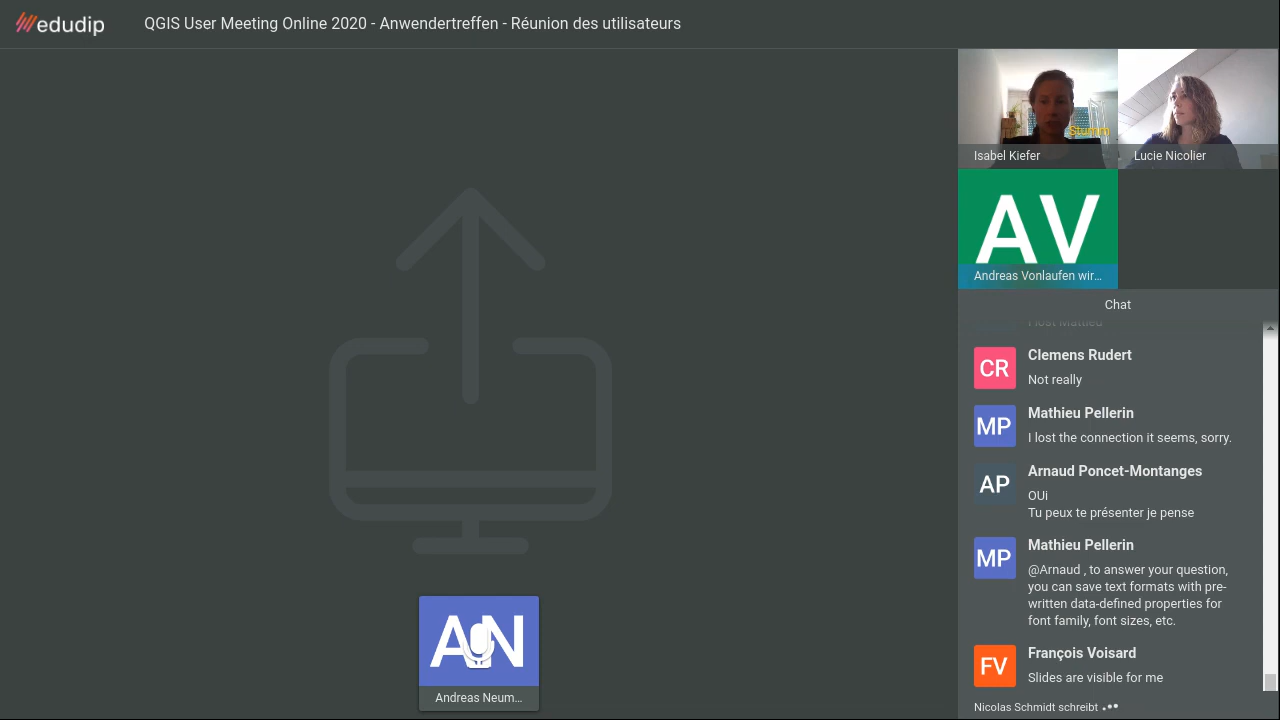 edudip
QGIS User Meeting Online 2020 - Anwendertreffen - Réunion des utilisateurs
Stumm
Isabel Kiefer
Lucie Nicolier
AV
Andreas Vonlaufen wir…
Chat
CR
Clemens Rudert
Not really
MP
Mathieu Pellerin
I lost the connection it seems, sorry.
AP
Arnaud Poncet-Montanges
OUi
Tu peux te présenter je pense
MP
Mathieu Pellerin
@Arnaud , to answer your question,
you can save text formats with pre-
written data-defined properties for
font family, font sizes, etc.
FV
François Voisard
Slides are visible for me
Nicolas Schmidt schreibt
AN
Andreas Neum…